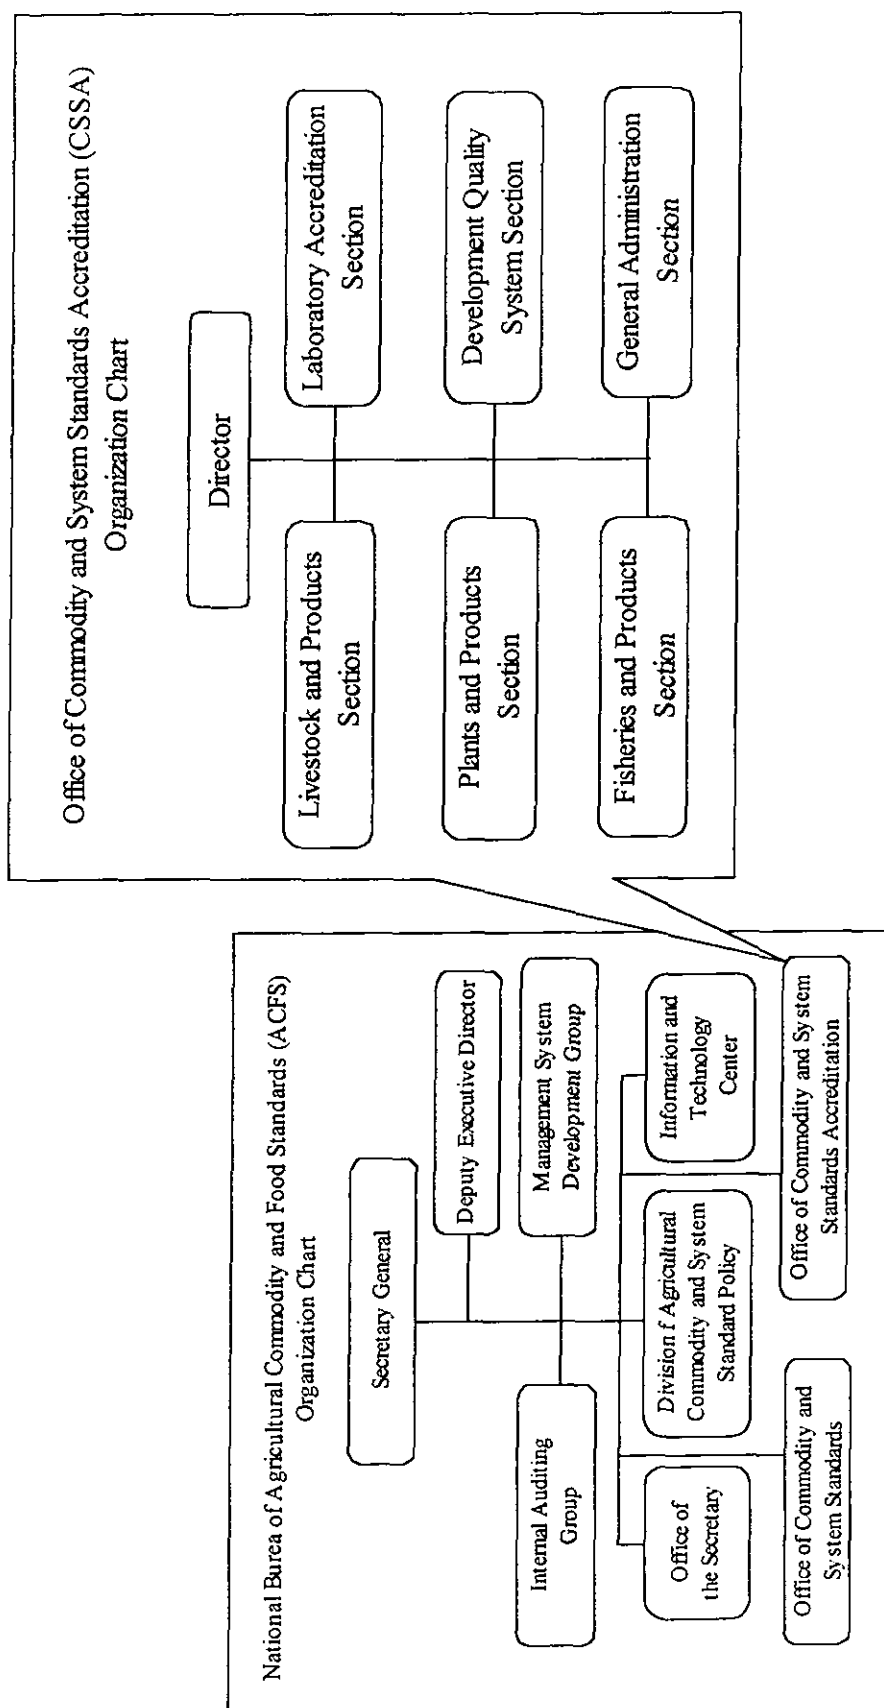 National Burea of Agricultural Commodity and Food Standards (ACFS)
Organization Chart
Secretary General
Deputy Executive Director
Internal Auditing
Group
Management System
Development Group
Office of
the Secretary
Division f Agricultural
Commodity and System
Standard Policy
Information and
Technology
Center
Office of Commodity and
System Standards
Office of Commodity and System
Standards Accreditation
Office of Commodity and System Standards Accreditation (CSSA)
Organization Chart
Director
Livestock and Products
Section
Laboratory Accreditation
Section
Plants and Products
Section
Development Quality
System Section
Fisheries and Products
Section
General Administration
Section